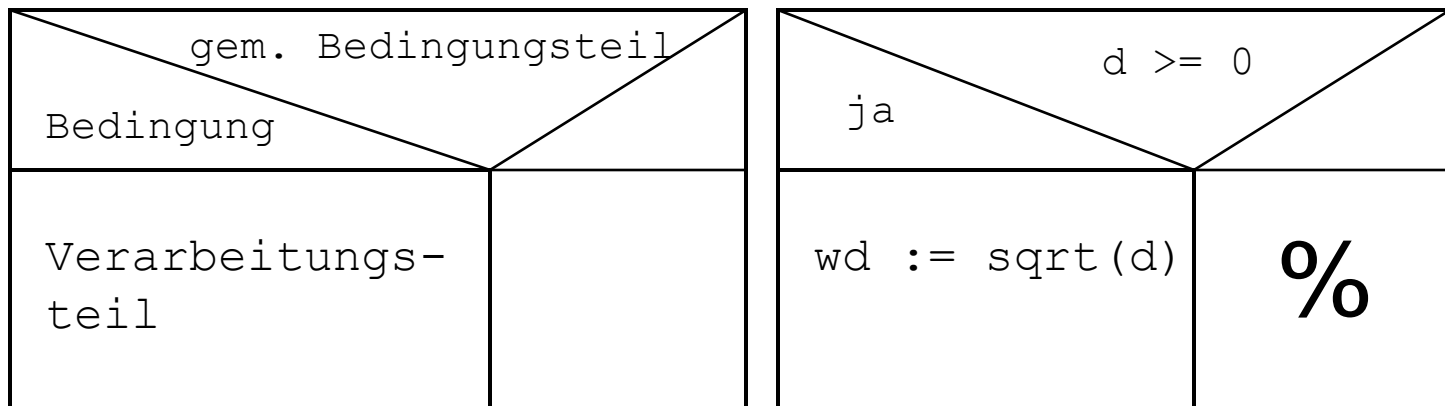 gem. Bedingungsteil
Bedingung
Verarbeitungs-
teil
d >= 0
ja
wd := sqrt(d)
%